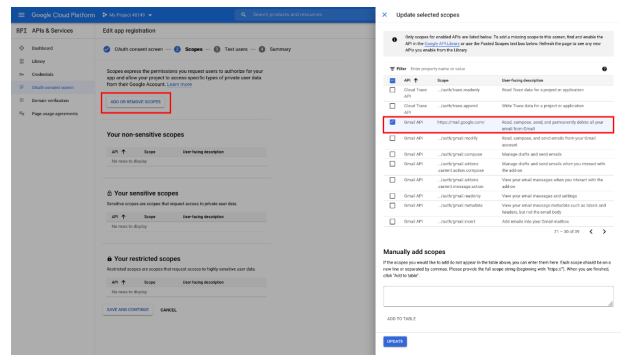 Google Cloud Platform
My Project 46149
Search products and resources
API APIs & Services
Dashboard
Library
Credentials
OAuth consent screen
Domain verification
Page usage agreements
Edit app registration
OAuth consent screen — 2 Scopes — 3 Test users — 4 Summary
Scopes express the permissions you request users to authorize for your
app and allow your project to access specific types of private user data
from their Google Account. Learn more
ADD OR REMOVE SCOPES
Your non-sensitive scopes
API Scope User-facing description
No rows to display
Your sensitive scopes
Sensitive scopes are scopes that request access to private user data.
API Scope User-facing description
No rows to display
Your restricted scopes
Restricted scopes are scopes that request access to highly sensitive user data.
API Scope User-facing description
No rows to display
SAVE AND CONTINUE CANCEL
Update selected scopes
Only scopes for enabled APIs are listed below. To add a missing scope to this screen, find and enable the
API in the Google API Library or use the Pasted Scopes text box below. Refresh the page to see any new
APIs you enable from the Library.
Filter Enter property name or value
API Scope User-facing description
Cloud Trace API .../auth/trace.readonly Read Trace data for a project or application
Cloud Trace API .../auth/trace.append Write Trace data for a project or application
Gmail API https://mail.google.com/ Read, compose, send, and permanently delete all your
email from Gmail
Gmail API .../auth/gmail.modify Read, compose, and send emails from your Gmail
account
Gmail API .../auth/gmail.compose Manage drafts and send emails
Gmail API .../auth/gmail.addons.current.action.compose Manage drafts and send emails when you interact with
the add-on
Gmail API .../auth/gmail.addons.current.message.action View your email messages when you interact with the
add-on
Gmail API .../auth/gmail.readonly View your email messages and settings
Gmail API .../auth/gmail.metadata View your email message metadata such as labels and
headers, but not the email body
Gmail API .../auth/gmail.insert Add emails into your Gmail mailbox
21 – 30 of 39
Manually add scopes
If the scopes you would like to add do not appear in the table above, you can enter them here. Each scope should be on a
new line or separated by commas. Please provide the full scope string (beginning with "https://"). When you are finished,
click "Add to table".
ADD TO TABLE
UPDATE